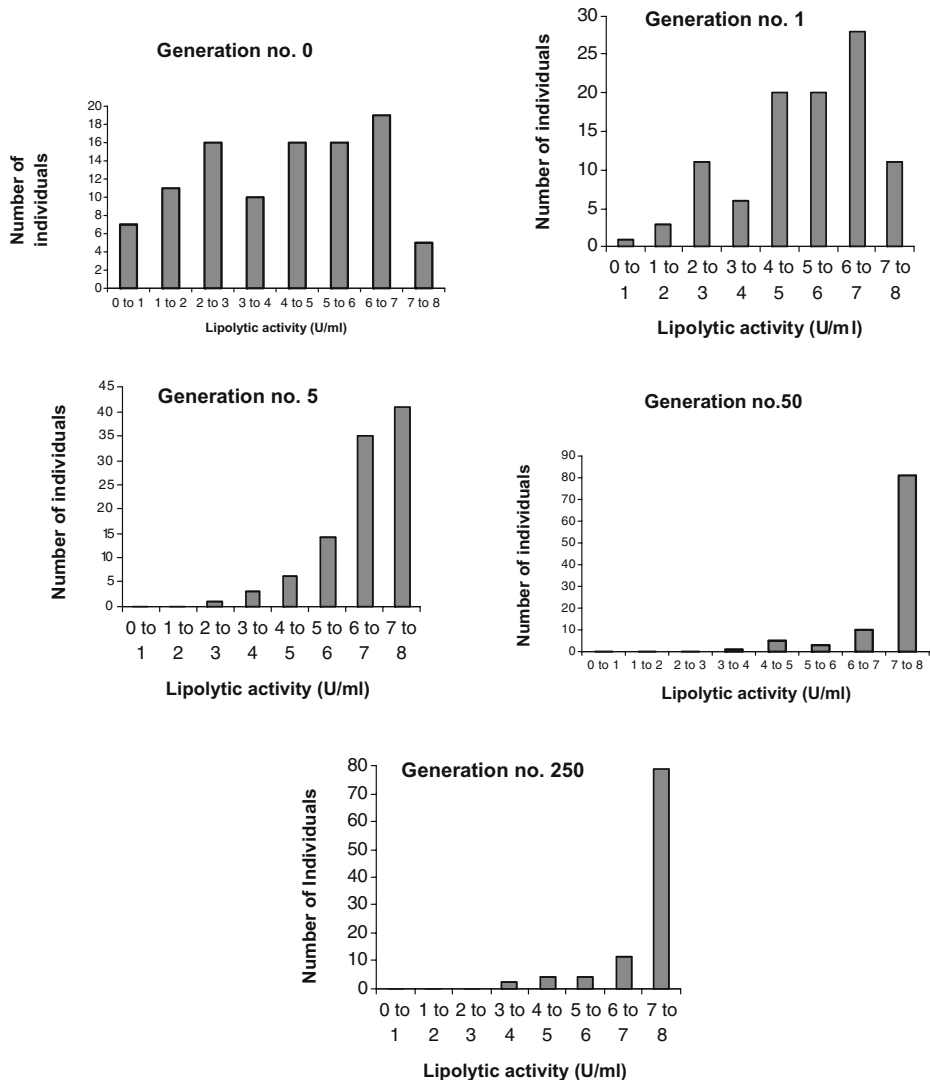 Generation no. 0
Number of
individuals
20
18
16
14
12
10
8
6
4
2
0
0 to 1 1 to 2 2 to 3 3 to 4 4 to 5 5 to 6 6 to 7 7 to 8
Lipolytic activity (U/ml)
Generation no. 1
Number of individuals
30
25
20
15
10
5
0
0 to 1 to 2 to 3 to 4 to 5 to 6 to 7 to
1 2 3 4 5 6 7 8
Lipolytic activity (U/ml)
Generation no. 5
Number of individuals
45
40
35
30
25
20
15
10
5
0
0 to 1 to 2 to 3 to 4 to 5 to 6 to 7 to
1 2 3 4 5 6 7 8
Lipolytic activity (U/ml)
Generation no.50
Number of individuals
90
80
70
60
50
40
30
20
10
0
0 to 1 1 to 2 2 to 3 3 to 4 4 to 5 5 to 6 6 to 7 7 to 8
Lipolytic activity (U/ml)
Generation no. 250
Number of Individuals
80
70
60
50
40
30
20
10
0
0 to 1 to 2 to 3 to 4 to 5 to 6 to 7 to
1 2 3 4 5 6 7 8
Lipolytic activity (U/ml)